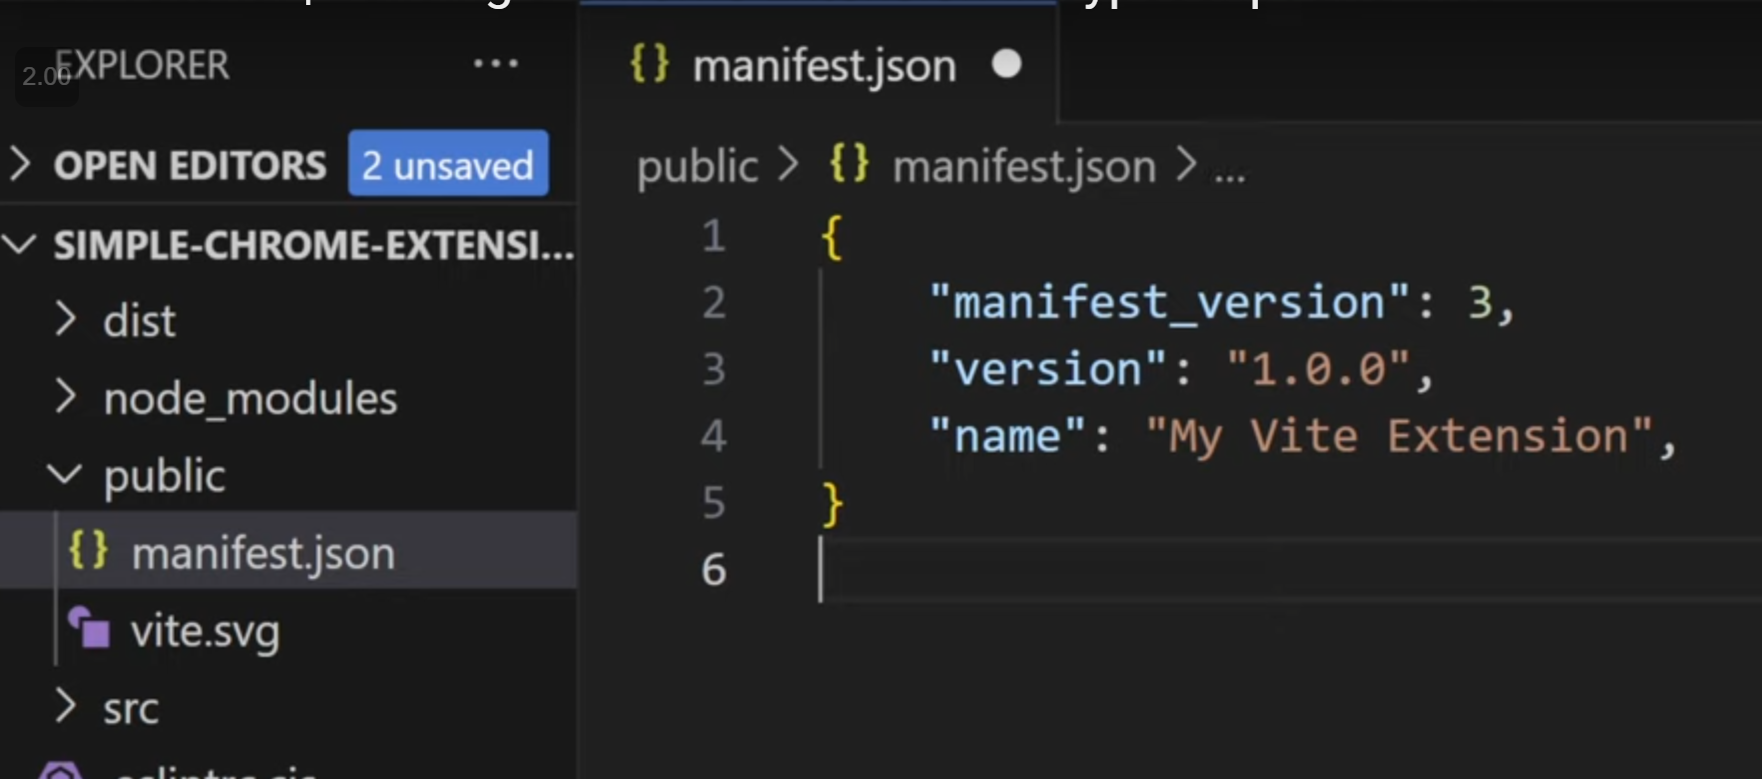 2.00
EXPLORER ...
OPEN EDITORS 2 unsaved
SIMPLE-CHROME-EXTENSI...
dist
node_modules
public
{} manifest.json
vite.svg
src
{} manifest.json
public > {} manifest.json > ...
1 {
2 "manifest_version": 3,
3 "version": "1.0.0",
4 "name": "My Vite Extension",
5 }
6